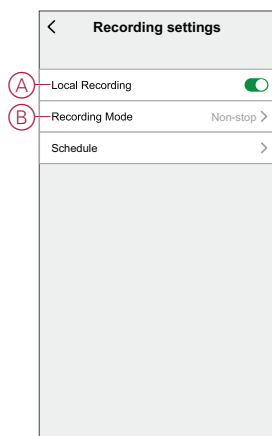 Recording settings
A Local Recording
B Recording Mode Non-stop
Schedule